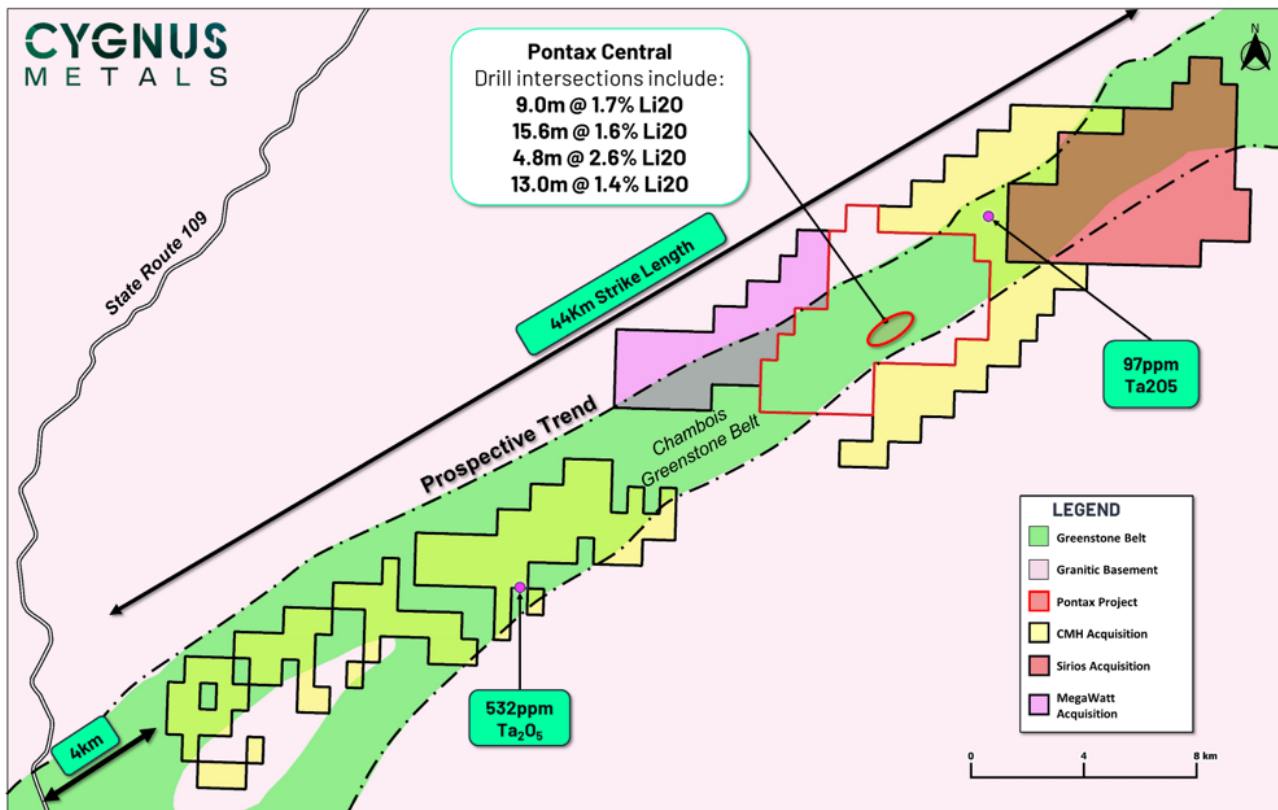 CYGNUS
METALS
Pontax Central
Drill intersections include:
9.0m @ 1.7% Li2O
15.6m @ 1.6% Li2O
4.8m @ 2.6% Li2O
13.0m @ 1.4% Li2O
N
State Route 109
44Km Strike Length
97ppm
Ta2O5
Prospective Trend
Chambois
Greenstone Belt
532ppm
Ta₂O₅
4km
LEGEND
Greenstone Belt
Granitic Basement
Pontax Project
CMH Acquisition
Sirios Acquisition
MegaWatt
Acquisition
0 4 8 km